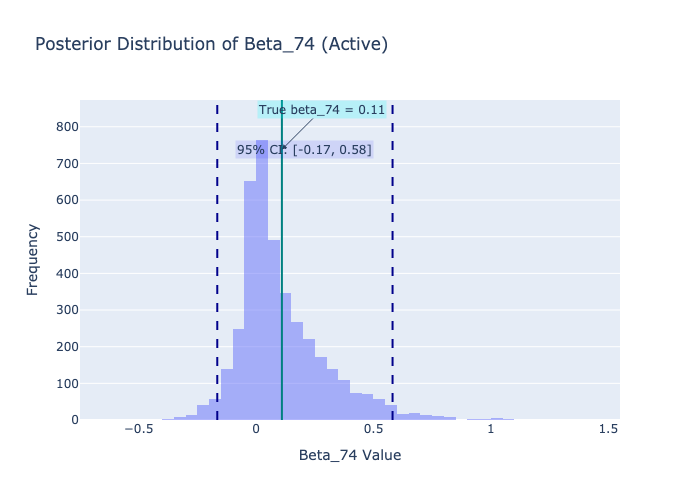 Posterior Distribution of Beta_74 (Active)
True beta_74 = 0.11
95% CI: [-0.17, 0.58]
800
700
600
500
400
300
200
100
0
Frequency
−0.5 0 0.5 1 1.5
Beta_74 Value